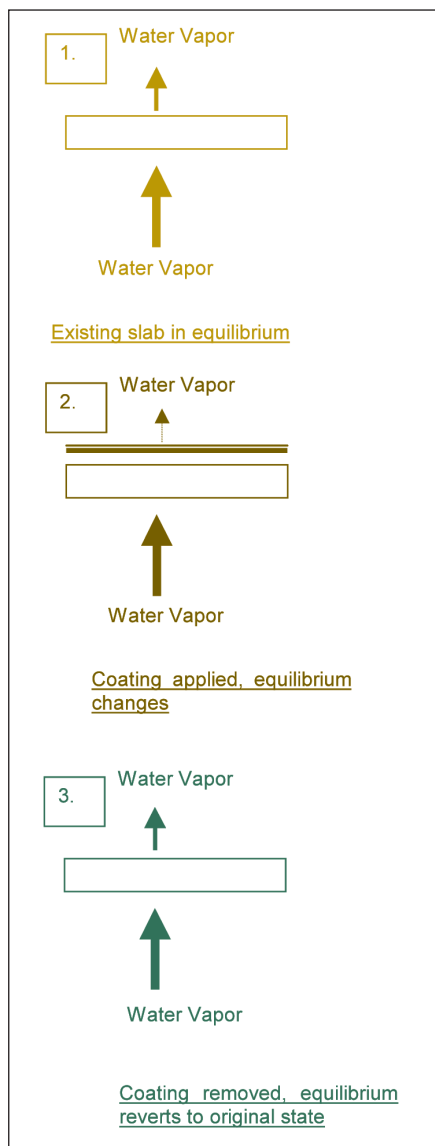 Water Vapor
1.
Water Vapor
Existing slab in equilibrium
Water Vapor
2.
Water Vapor
Coating applied, equilibrium
changes
Water Vapor
3.
Water Vapor
Coating removed, equilibrium
reverts to original state